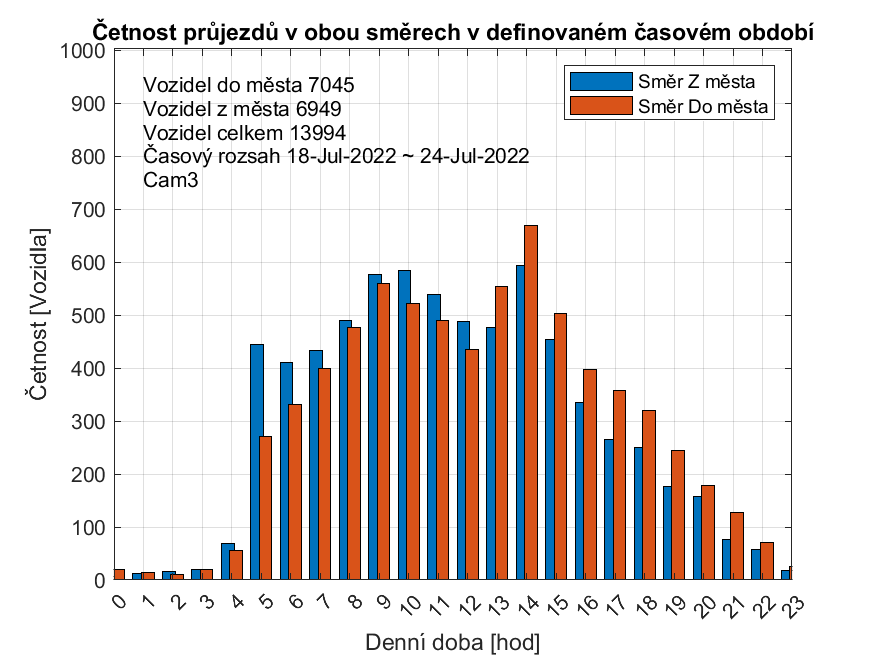 Četnost průjezdů v obou směrech v definovaném časovém období
1000
900
800
700
600
500
400
300
200
100
0
Četnost [Vozidla]
Vozidel do města 7045
Vozidel z města 6949
Vozidel celkem 13994
Časový rozsah 18-Jul-2022 ~ 24-Jul-2022
Cam3
Směr Z města
Směr Do města
0 1 2 3 4 5 6 7 8 9 10 11 12 13 14 15 16 17 18 19 20 21 22 23
Denní doba [hod]